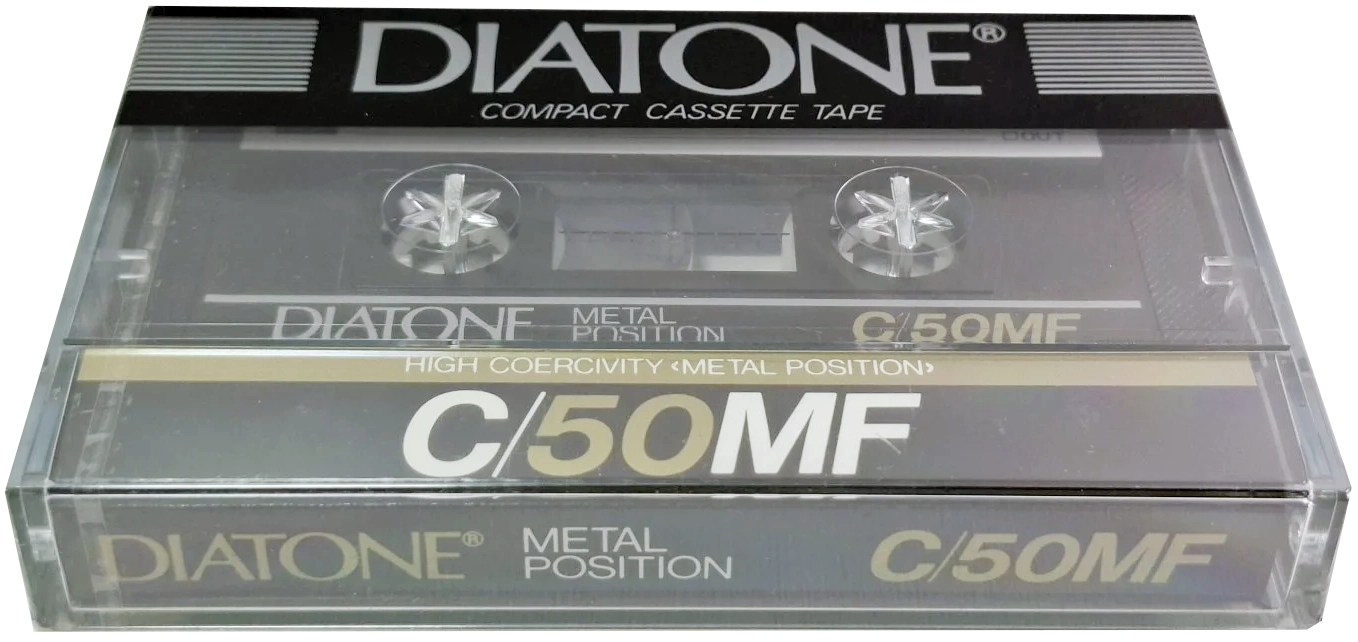 DIATONE®
COMPACT CASSETTE TAPE
DIATONE METAL POSITION C/50MF
HIGH COERCIVITY ‹METAL POSITION›
C/50MF
DIATONE® METAL POSITION C/50MF